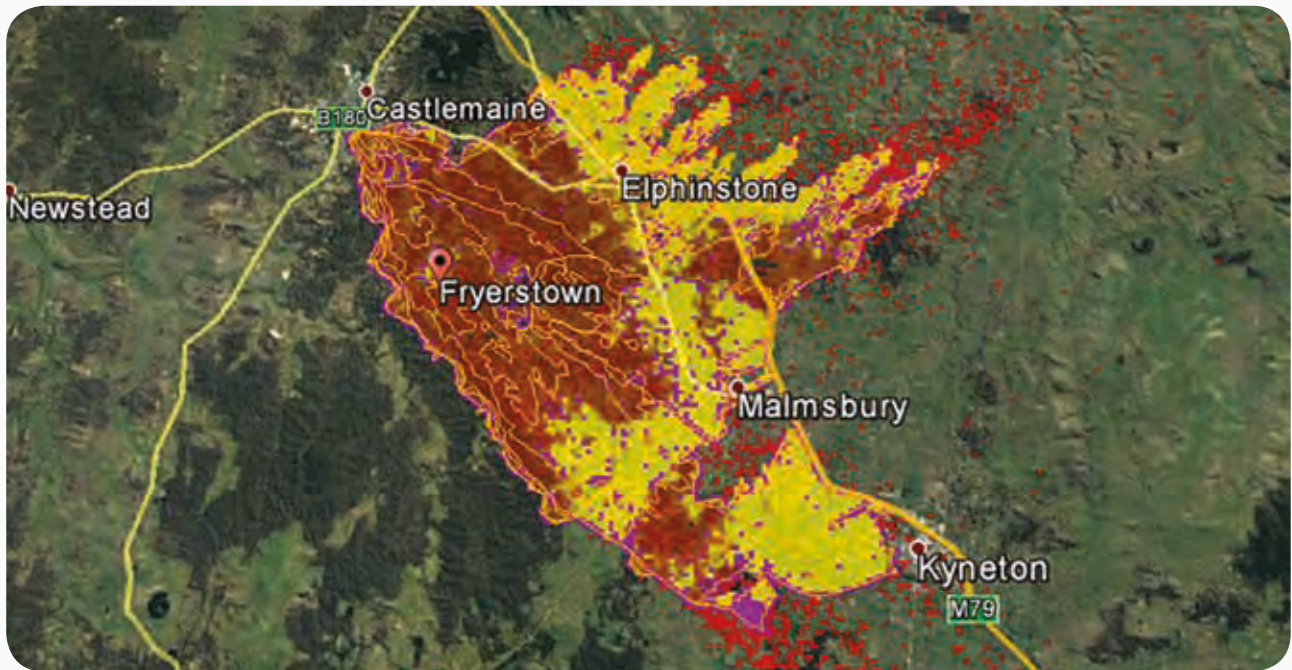 Castlemaine
B180
Elphinstone
Newstead
Fryerstown
Malmsbury
Kyneton
M79